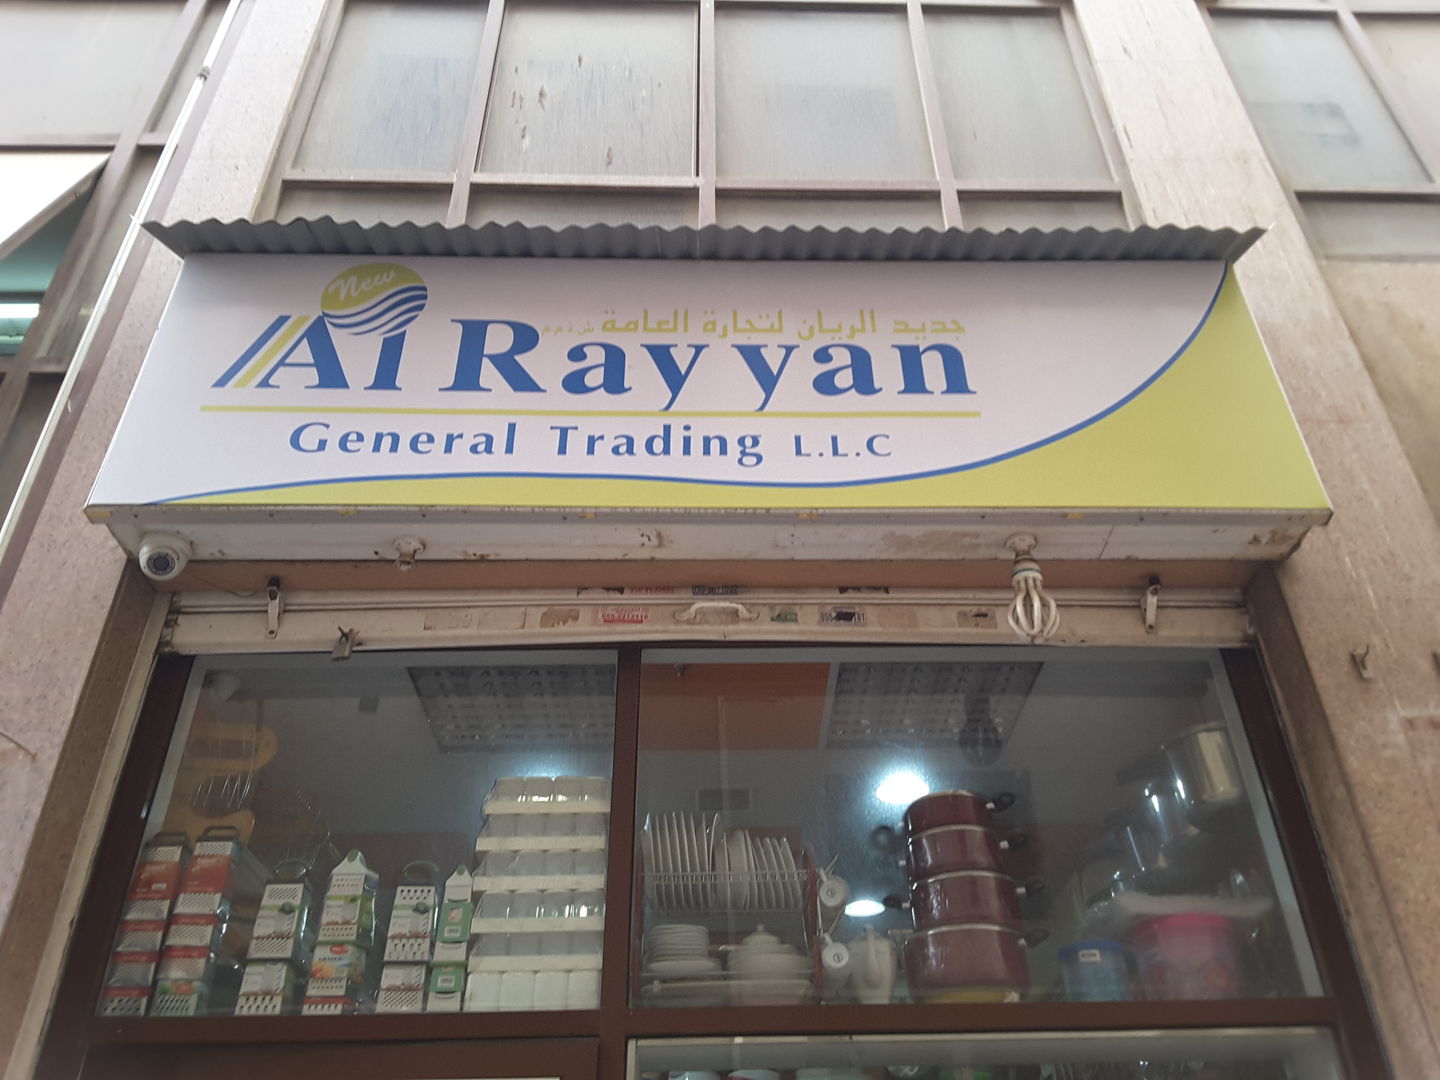 New
جديد الريان لتجارة العامة ش.ذ.م.م
Al Rayyan
General Trading L.L.C